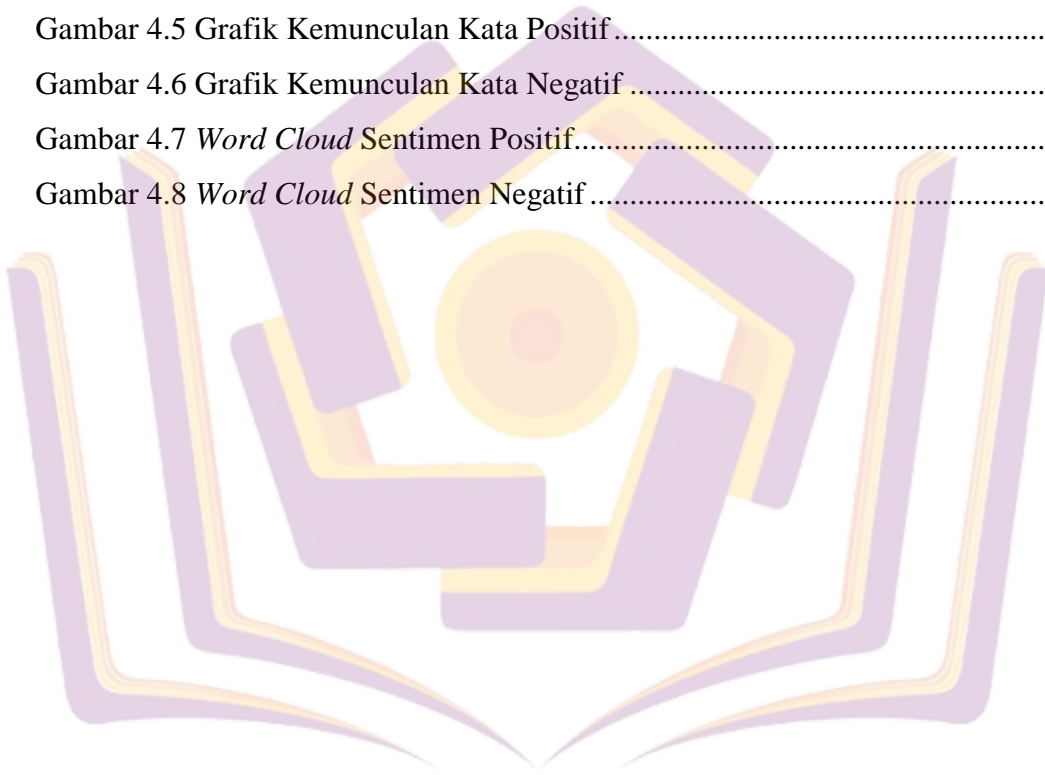 Gambar 4.5 Grafik Kemunculan Kata Positif......................................................
Gambar 4.6 Grafik Kemunculan Kata Negatif ....................................................
Gambar 4.7 Word Cloud Sentimen Positif...........................................................
Gambar 4.8 Word Cloud Sentimen Negatif .........................................................